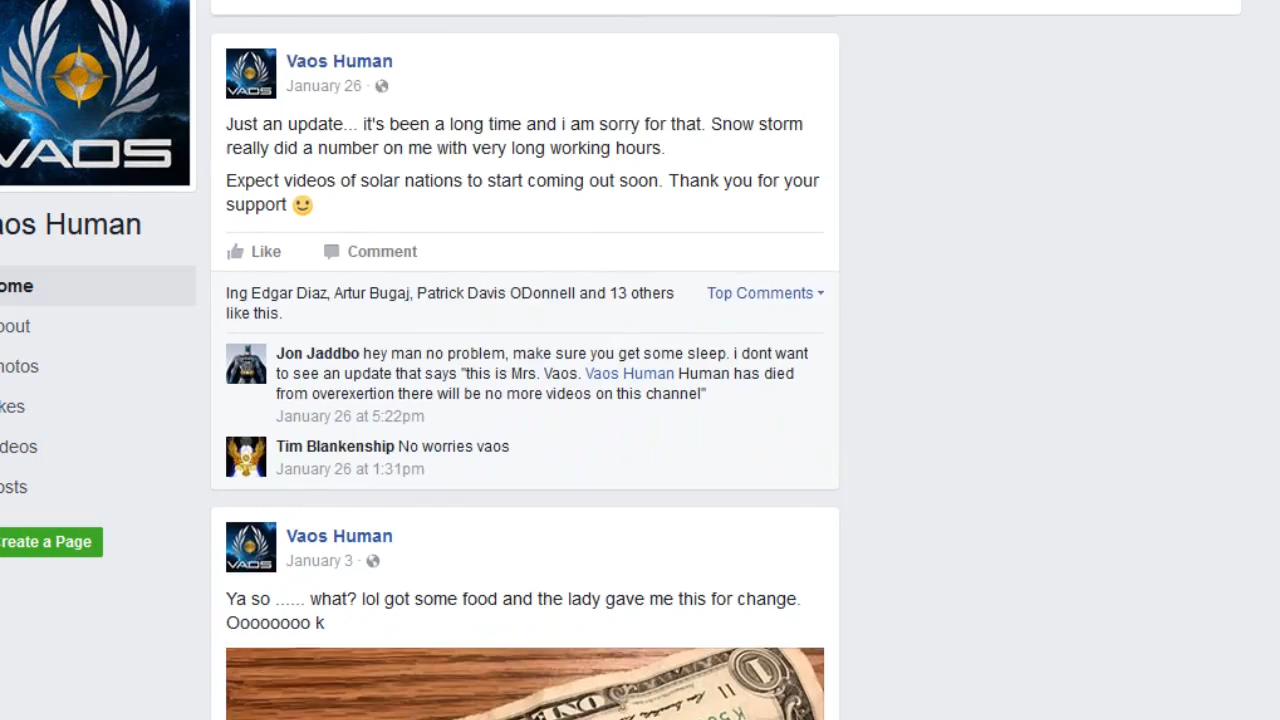 VAOS
aos Human
ome
bout
hotos
kes
deos
osts
reate a Page
VAOS
Vaos Human
January 26 ·
Just an update... it's been a long time and i am sorry for that. Snow storm
really did a number on me with very long working hours.
Expect videos of solar nations to start coming out soon. Thank you for your
support
Like Comment
Ing Edgar Diaz, Artur Bugaj, Patrick Davis ODonnell and 13 others
like this.
Top Comments
Jon Jaddbo hey man no problem, make sure you get some sleep. i dont want
to see an update that says "this is Mrs. Vaos. Vaos Human Human has died
from overexertion there will be no more videos on this channel"
January 26 at 5:22pm
Tim Blankenship No worries vaos
January 26 at 1:31pm
VAOS
Vaos Human
January 3 ·
Ya so ...... what? lol got some food and the lady gave me this for change.
Oooooooo k